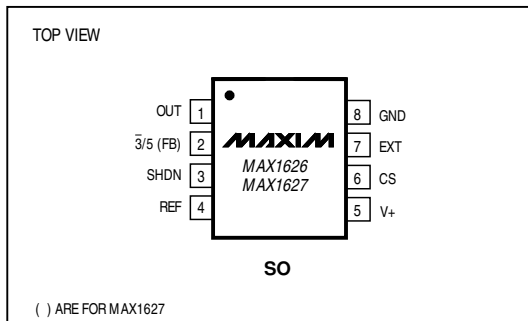 TOP VIEW
OUT 1
3̅/5 (FB) 2
SHDN 3
REF 4
MAXIM
MAX1626
MAX1627
8 GND
7 EXT
6 CS
5 V+
SO
( ) ARE FOR MAX1627